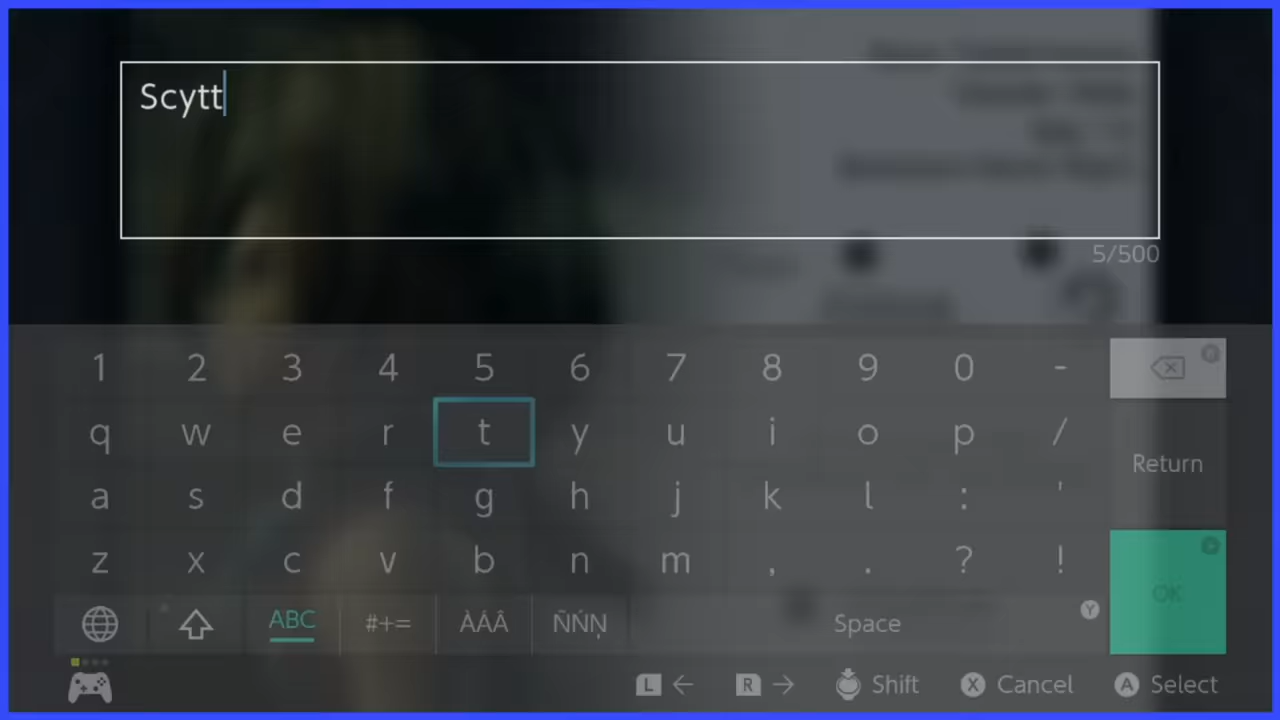 Scytt
5/500
1 2 3 4 5 6 7 8 9 0 -
q w e r t y u i o p /
Return
a s d f g h j k l : '
z x c v b n m , . ? !
OK
ABC #+= ÀÁÂ ÑŃŅ Space Y
L ← R → Shift X Cancel A Select